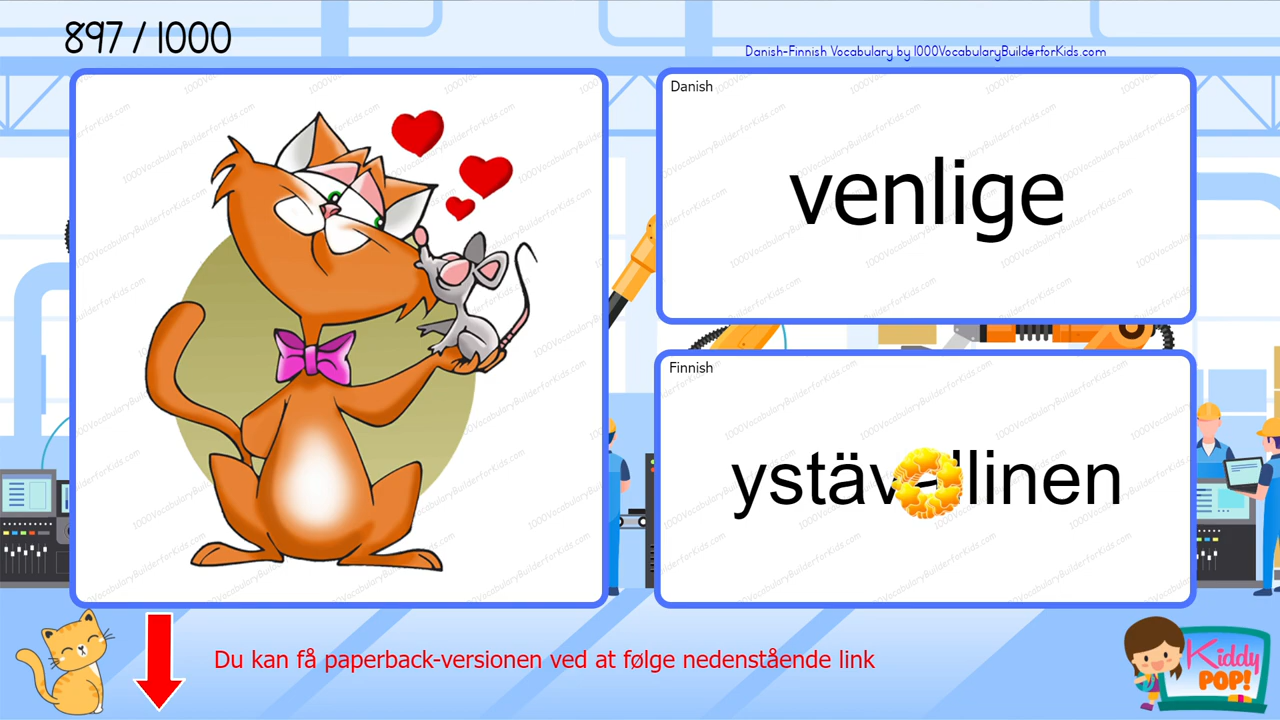 897 / 1000
Danish-Finnish Vocabulary by 1000VocabularyBuilderforKids.com
Danish
venlige
Finnish
Du kan få paperback-versionen ved at følge nedenstående link
Kiddy
POP!